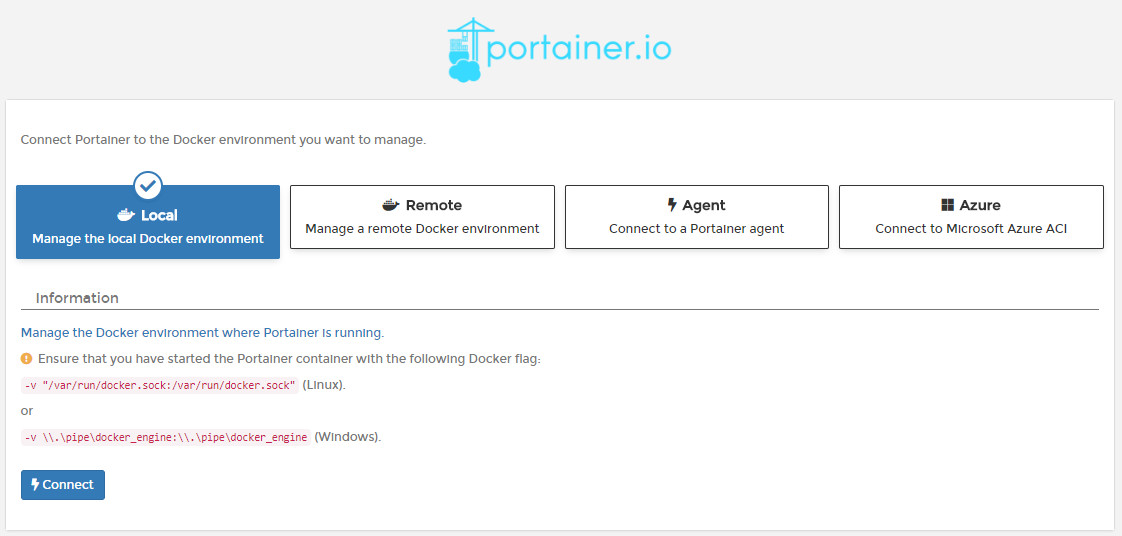 portainer.io
Connect Portainer to the Docker environment you want to manage.
Local
Manage the local Docker environment
Remote
Manage a remote Docker environment
Agent
Connect to a Portainer agent
Azure
Connect to Microsoft Azure ACI
Information
Manage the Docker environment where Portainer is running.
Ensure that you have started the Portainer container with the following Docker flag:
-v "/var/run/docker.sock:/var/run/docker.sock" (Linux).
or
-v \\.\pipe\docker_engine:\\.\pipe\docker_engine (Windows).
Connect